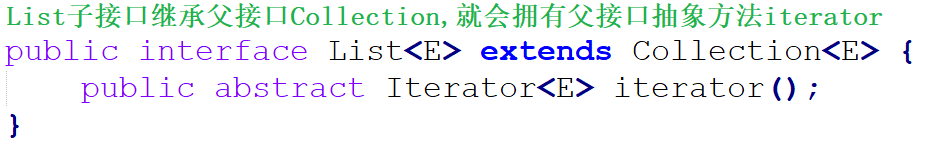 List子接口继承父接口Collection,就会拥有父接口抽象方法iterator
public interface List<E> extends Collection<E> {
    public abstract Iterator<E> iterator();
}